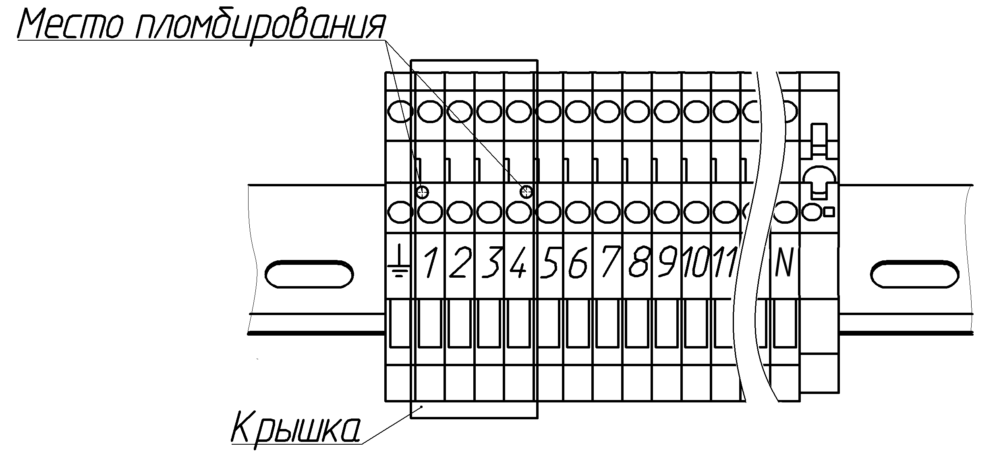 Место пломбирования
1 2 3 4 5 6 7 8 9 10 11 N
Крышка